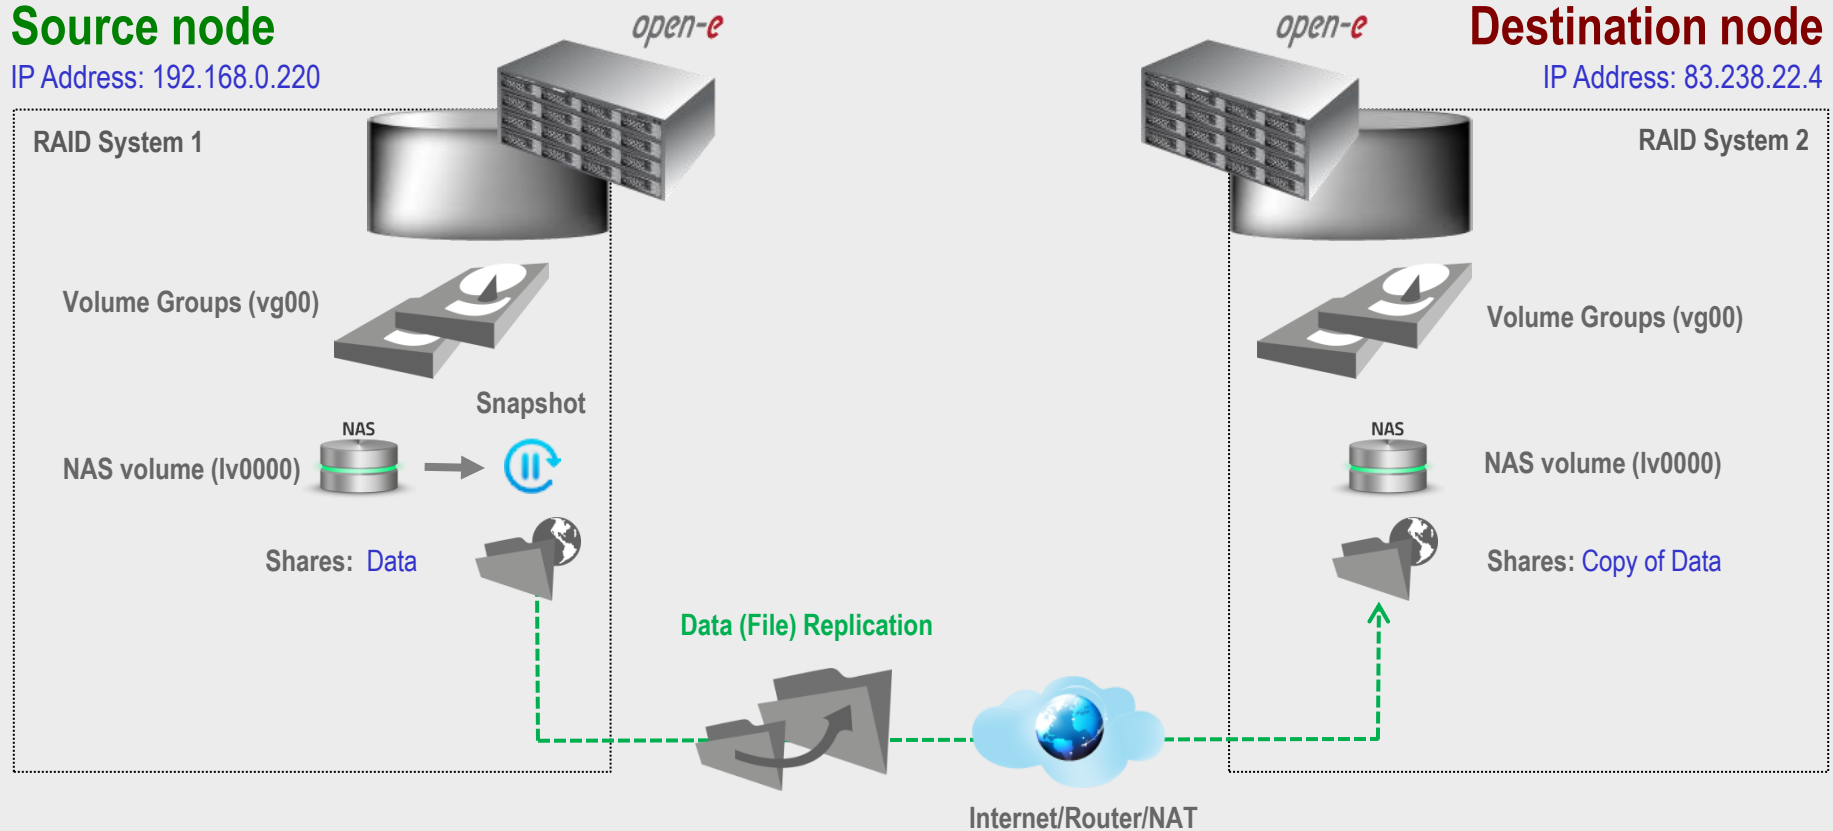 Source node
IP Address: 192.168.0.220
open-e
open-e
Destination node
IP Address: 83.238.22.4
RAID System 1
RAID System 2
Volume Groups (vg00)
Volume Groups (vg00)
Snapshot
NAS
NAS volume (lv0000)
NAS
NAS volume (lv0000)
Shares: Data
Shares: Copy of Data
Data (File) Replication
Internet/Router/NAT